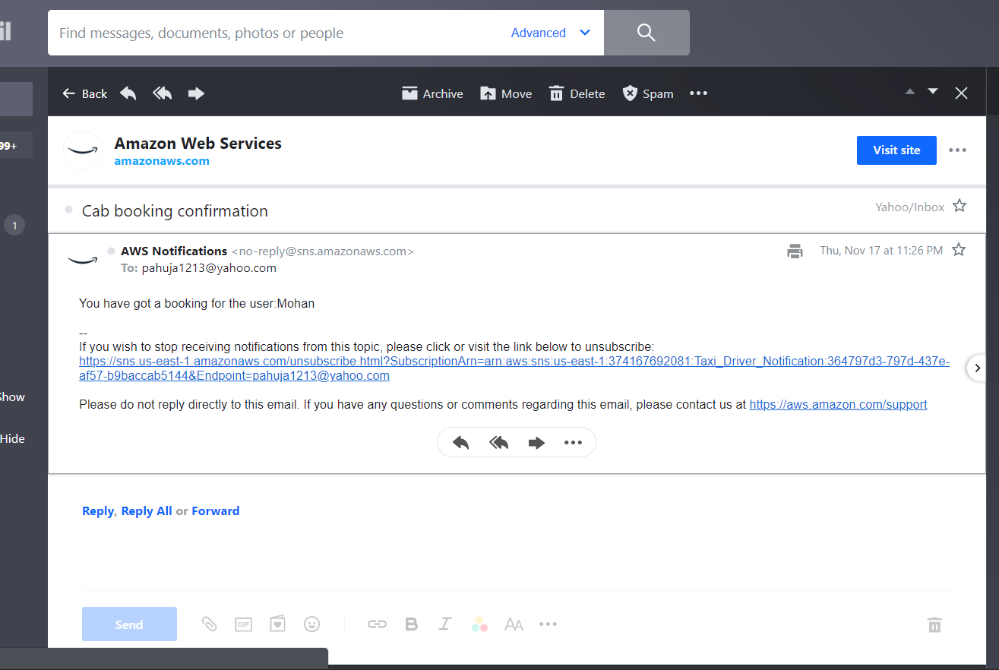 il
Find messages, documents, photos or people
Advanced
Back
Archive
Move
Delete
Spam
99+
Amazon Web Services
amazonaws.com
Visit site
Cab booking confirmation
Yahoo/Inbox
1
AWS Notifications <no-reply@sns.amazonaws.com>
Thu, Nov 17 at 11:26 PM
To: pahuja1213@yahoo.com
You have got a booking for the user:Mohan
--
If you wish to stop receiving notifications from this topic, please click or visit the link below to unsubscribe:
https://sns.us-east-1.amazonaws.com/unsubscribe.html?SubscriptionArn=arn:aws:sns:us-east-1:374167692081:Taxi_Driver_Notification:364797d3-797d-437e-
af57-b9baccab5144&Endpoint=pahuja1213@yahoo.com
Show
Please do not reply directly to this email. If you have any questions or comments regarding this email, please contact us at https://aws.amazon.com/support
Hide
Reply, Reply All or Forward
Send
GIF
B
I
AA